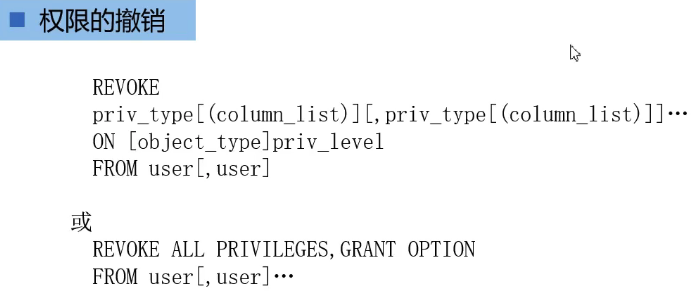 权限的撤销
REVOKE
priv_type[(column_list)][,priv_type[(column_list)]]…
ON [object_type]priv_level
FROM user[,user]
或
REVOKE ALL PRIVILEGES,GRANT OPTION
FROM user[,user]…